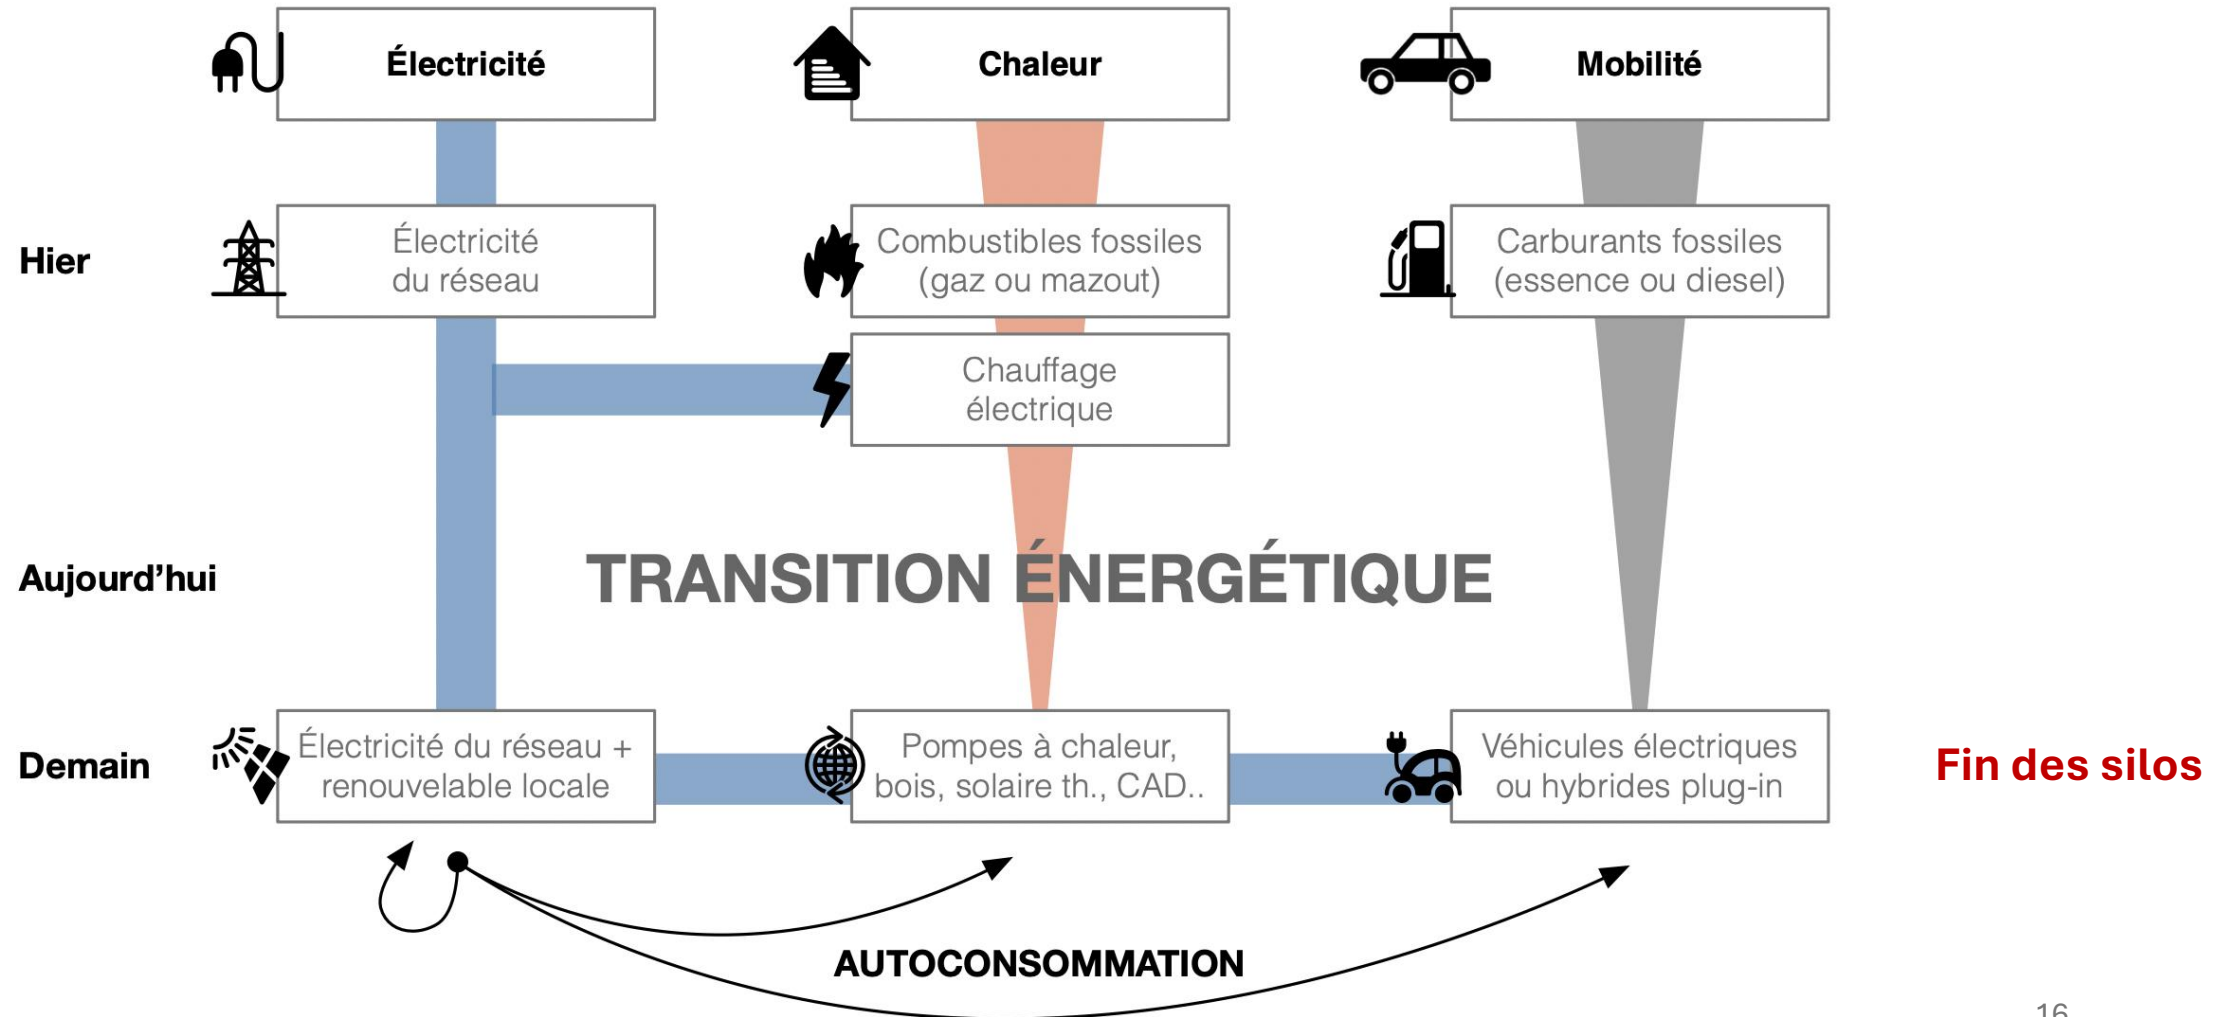 Électricité
Chaleur
Mobilité
Hier
Électricité
du réseau
Combustibles fossiles
(gaz ou mazout)
Carburants fossiles
(essence ou diesel)
Chauffage
électrique
Aujourd’hui
TRANSITION ÉNERGÉTIQUE
Demain
Électricité du réseau +
renouvelable locale
Pompes à chaleur,
bois, solaire th., CAD..
Véhicules électriques
ou hybrides plug-in
Fin des silos
AUTOCONSOMMATION
16